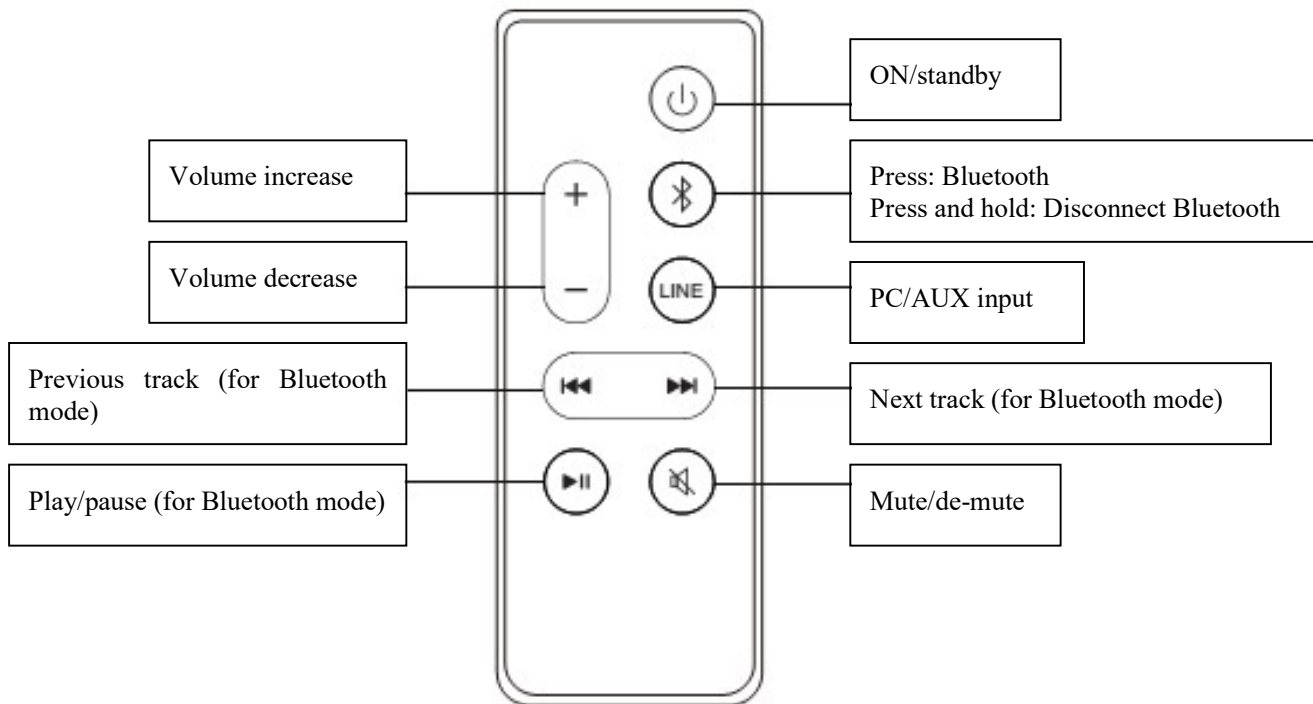 ON/standby
Volume increase
Press: Bluetooth
Press and hold: Disconnect Bluetooth
Volume decrease
LINE
PC/AUX input
Previous track (for Bluetooth
mode)
Next track (for Bluetooth mode)
Play/pause (for Bluetooth mode)
Mute/de-mute